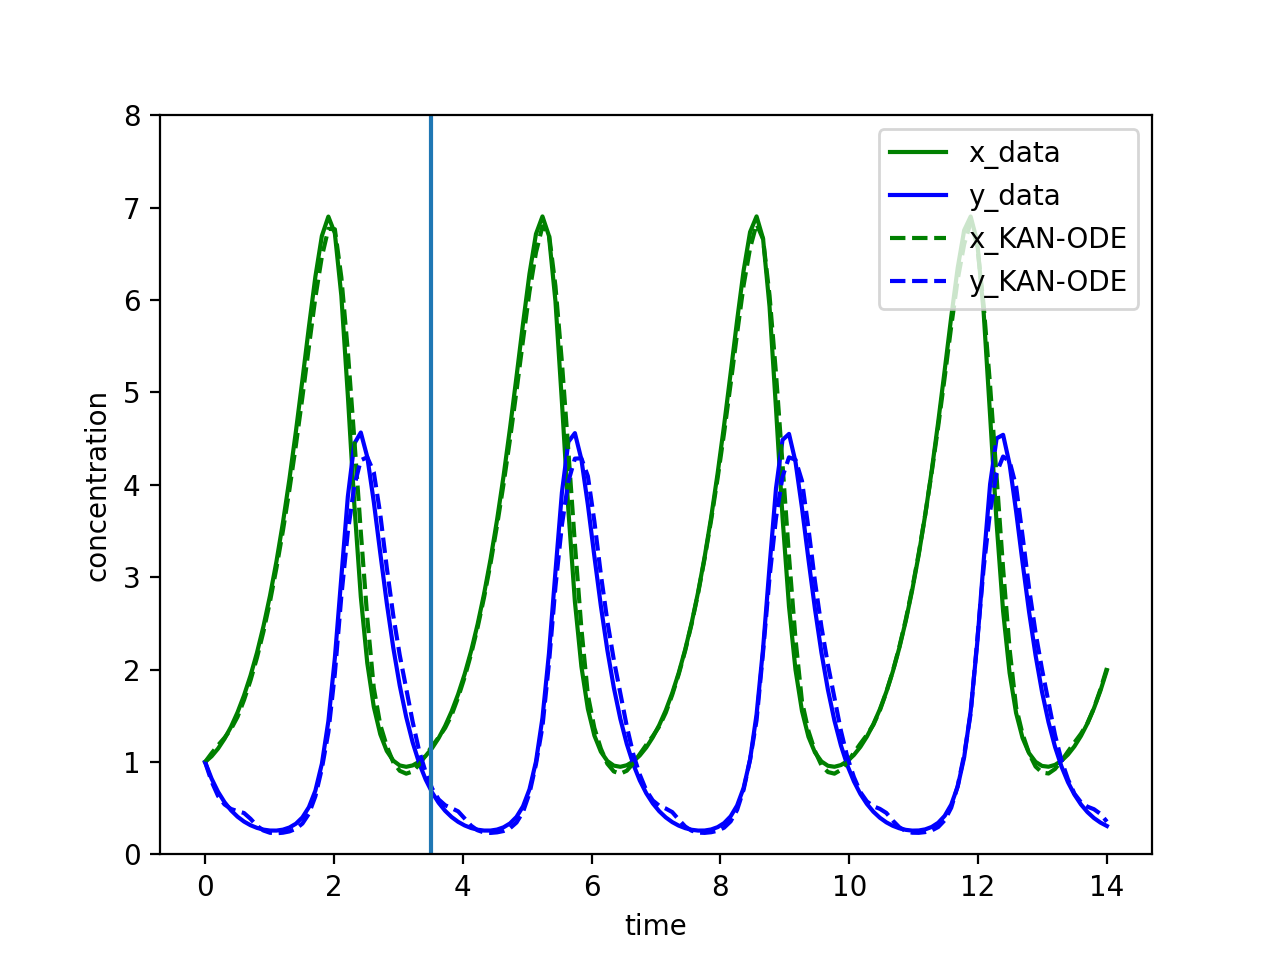 8
7
6
5
4
3
2
1
0
concentration
x_data
y_data
x_KAN-ODE
y_KAN-ODE
0 2 4 6 8 10 12 14
time